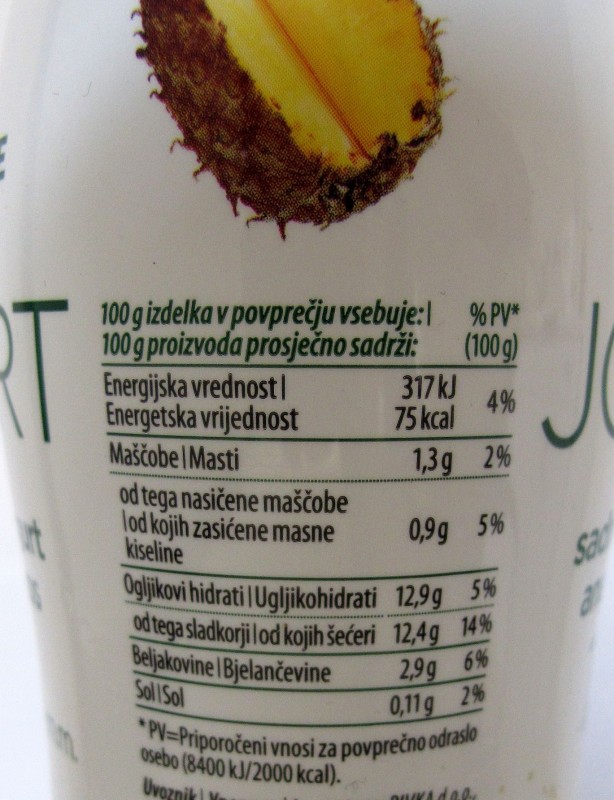 100 g izdelka v povprečju vsebuje: | % PV*
100 g proizvoda prosječno sadrži: (100 g)
Energijska vrednost | 317 kJ
Energetska vrijednost 75 kcal 4%
Maščobe | Masti 1,3 g 2%
od tega nasičene maščobe
| od kojih zasićene masne 0,9 g 5%
kiseline
Ogljikovi hidrati | Ugljikohidrati 12,9 g 5%
od tega sladkorji | od kojih šećeri 12,4 g 14%
Beljakovine | Bjelančevine 2,9 g 6%
Sol | Sol 0,11 g 2%
* PV=Priporočeni vnosi za povprečno odraslo
osebo (8400 kJ/2000 kcal).
Uvoznik |
RT
JO